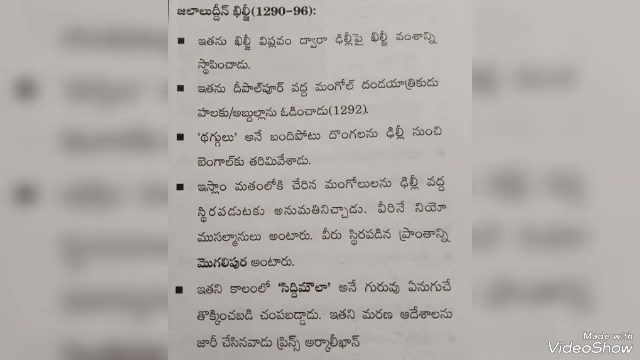 జలాలుద్దీన్ ఖిల్జీ(1290-96):
■ ఇతను ఖిల్జీ విప్లవం ద్వారా ఢిల్లీపై ఖిల్జీ వంశాన్ని
స్థాపించాడు.
■ ఇతను దీపాల్‌పూర్ వద్ద మంగోల్ దండయాత్రికుడు
హలకు/అబ్దుల్లాను ఓడించాడు(1292).
■ ‘థగ్గులు’ అనే బందిపోటు దొంగలను ఢిల్లీ నుంచి
బెంగాల్‌కు తరిమివేశాడు.
■ ఇస్లాం మతంలోకి చేరిన మంగోలులను ఢిల్లీ వద్ద
స్థిరవడుటకు అనుమతినిచ్చాడు. వీరినే నియో
ముసల్మానులు అంటారు. వీరు స్థిరపడిన ప్రాంతాన్ని
మొగలిపుర అంటారు.
■ ఇతని కాలంలో ‘సిద్దిమౌలా’ అనే గురువు ఏనుగుచే
తొక్కించబడి చంపబడ్డాడు. ఇతని మరణ ఆదేశాలను
జారీ చేసినవాడు ప్రిన్స్ అర్కాలీఖాన్
Made with
VideoShow